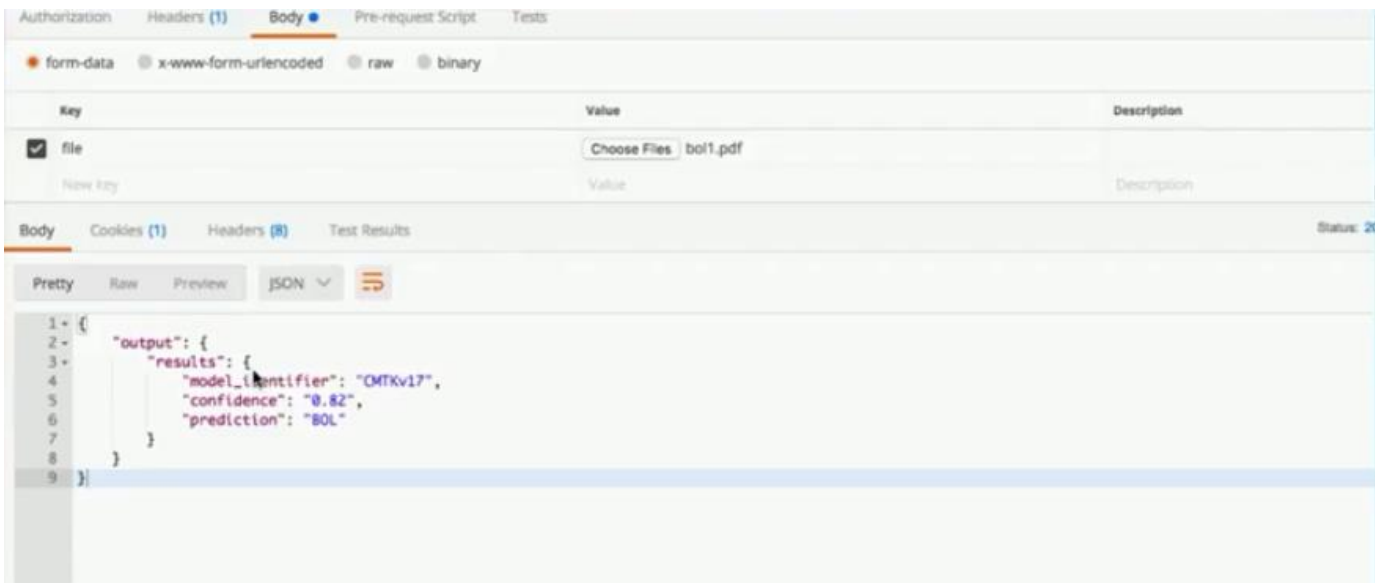 Authorization Headers (1) Body Pre-request Script Tests
form-data x-www-form-urlencoded raw binary
Key Value Description
file Choose Files bol1.pdf
New key Value Description
Body Cookies (1) Headers (8) Test Results Status: 20
Pretty Raw Preview JSON
1 {
2 "output": {
3 "results": {
4 "model_identifier": "CMTKv17",
5 "confidence": "0.82",
6 "prediction": "BOL"
7 }
8 }
9 }